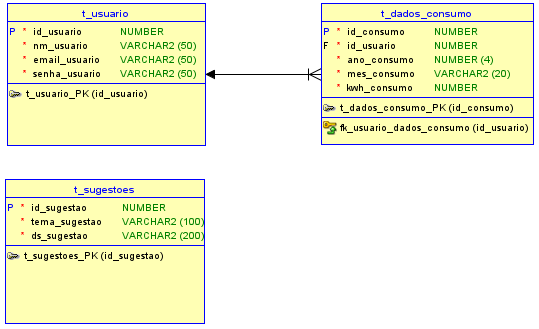 t_usuario
P * id_usuario NUMBER
* nm_usuario VARCHAR2 (50)
* email_usuario VARCHAR2 (50)
* senha_usuario VARCHAR2 (50)
t_usuario_PK (id_usuario)
t_dados_consumo
P * id_consumo NUMBER
F * id_usuario NUMBER
* ano_consumo NUMBER (4)
* mes_consumo VARCHAR2 (20)
* kwh_consumo NUMBER
t_dados_consumo_PK (id_consumo)
fk_usuario_dados_consumo (id_usuario)
t_sugestoes
P * id_sugestao NUMBER
* tema_sugestao VARCHAR2 (100)
* ds_sugestao VARCHAR2 (200)
t_sugestoes_PK (id_sugestao)